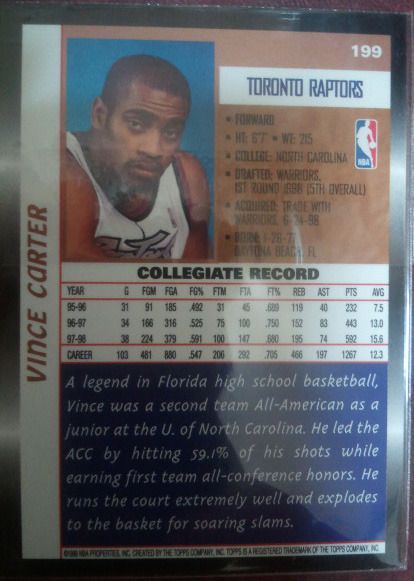 199
TORONTO RAPTORS
• FORWARD
• HT: 6'7" • WT: 215
• COLLEGE: NORTH CAROLINA
• DRAFTED: WARRIORS,
1ST ROUND 1998 (5TH OVERALL)
• ACQUIRED: TRADE WITH
WARRIORS, 6-24-98
• BORN: 1-26-77
DAYTONA BEACH, FL
NBA
VINCE CARTER
COLLEGIATE RECORD
YEAR G FGM FGA FG% FTM FTA FT% REB AST PTS AVG
95-96 31 91 185 .492 31 45 .689 119 40 232 7.5
96-97 34 166 316 .525 75 100 .750 152 83 443 13.0
97-98 38 224 379 .591 100 147 .680 195 74 592 15.6
CAREER 103 481 880 .547 206 292 .705 466 197 1267 12.3
A legend in Florida high school basketball,
Vince was a second team All-American as a
junior at the U. of North Carolina. He led the
ACC by hitting 59.1% of his shots while
earning first team all-conference honors. He
runs the court extremely well and explodes
to the basket for soaring slams.
©1998 NBA PROPERTIES, INC. CREATED BY THE TOPPS COMPANY, INC. TOPPS IS A REGISTERED TRADEMARK OF THE TOPPS COMPANY, INC.